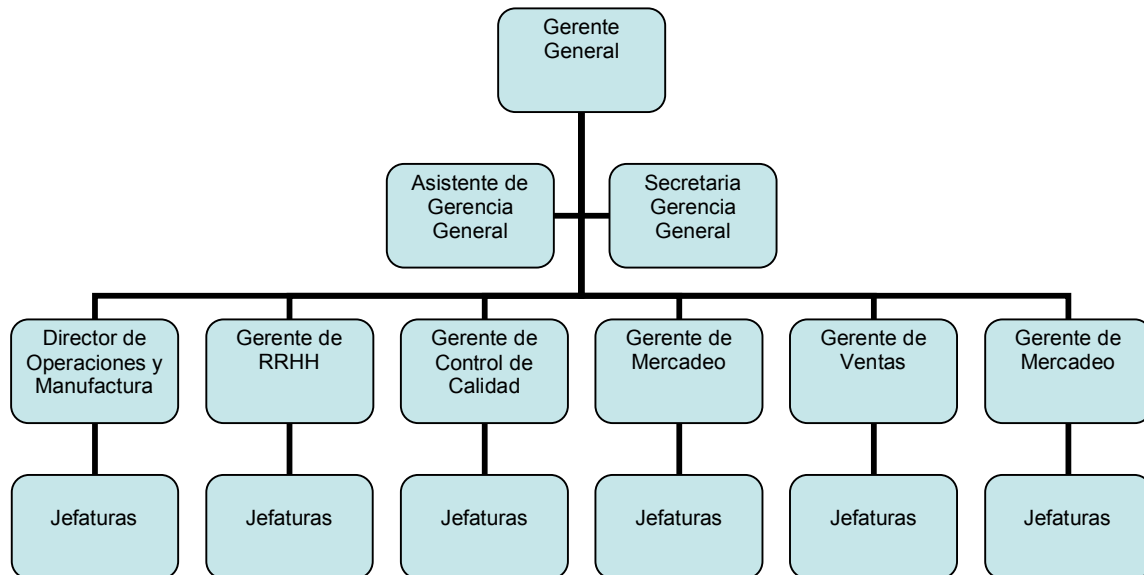 Gerente
General
Asistente de
Gerencia
General
Secretaria
Gerencia
General
Director de
Operaciones y
Manufactura
Gerente de
RRHH
Gerente de
Control de
Calidad
Gerente de
Mercadeo
Gerente de
Ventas
Gerente de
Mercadeo
Jefaturas
Jefaturas
Jefaturas
Jefaturas
Jefaturas
Jefaturas